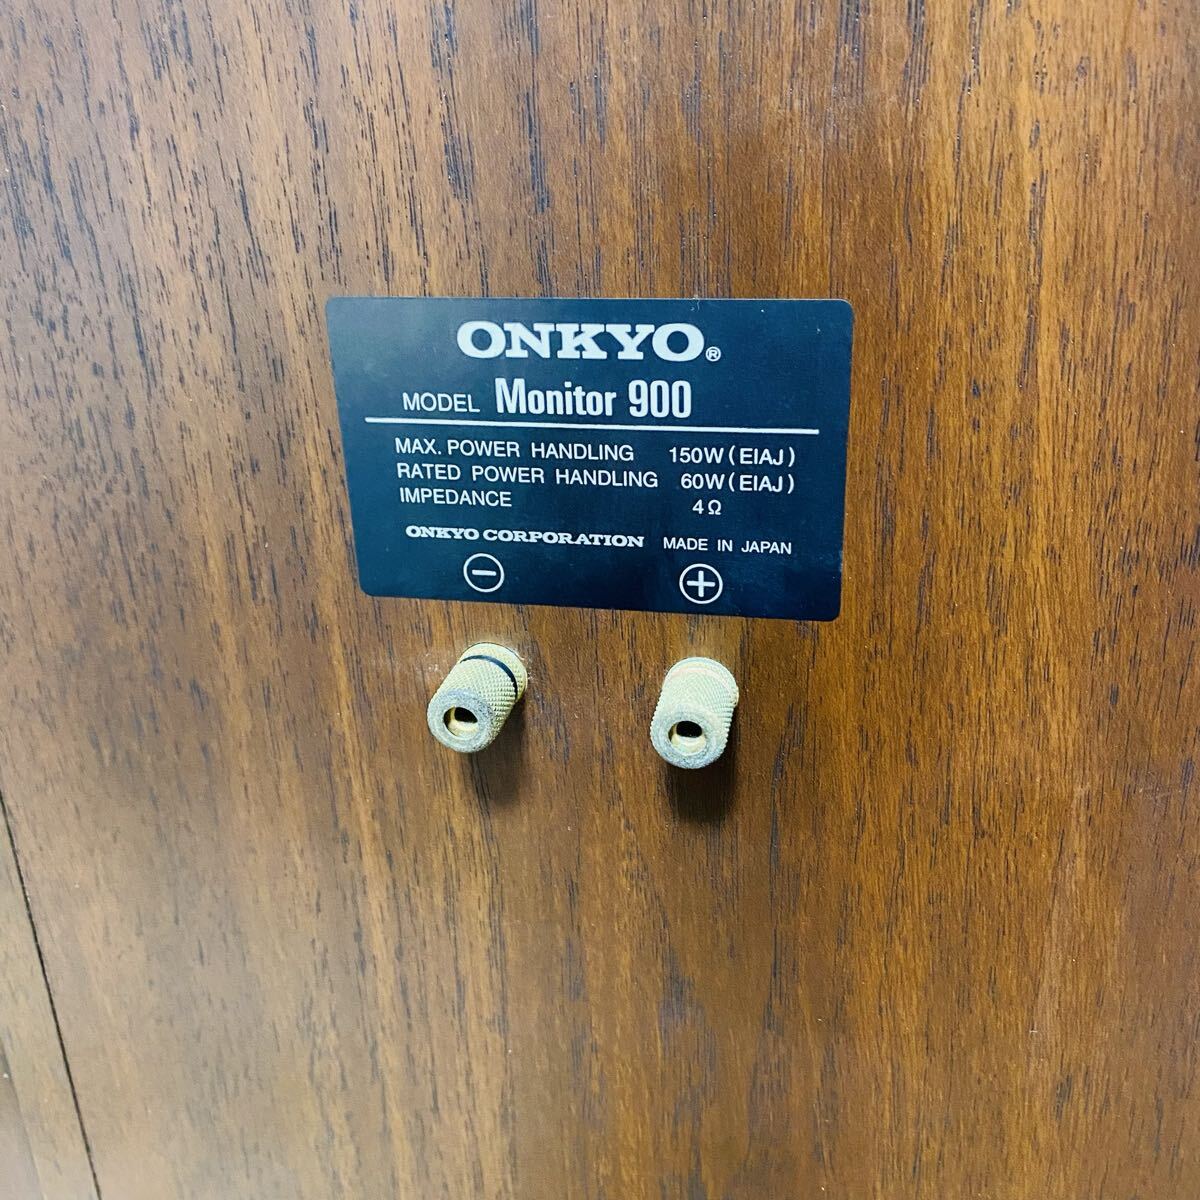 ONKYO®
MODEL Monitor 900
MAX. POWER HANDLING 150W (EIAJ)
RATED POWER HANDLING 60W (EIAJ)
IMPEDANCE 4Ω
ONKYO CORPORATION MADE IN JAPAN
− +